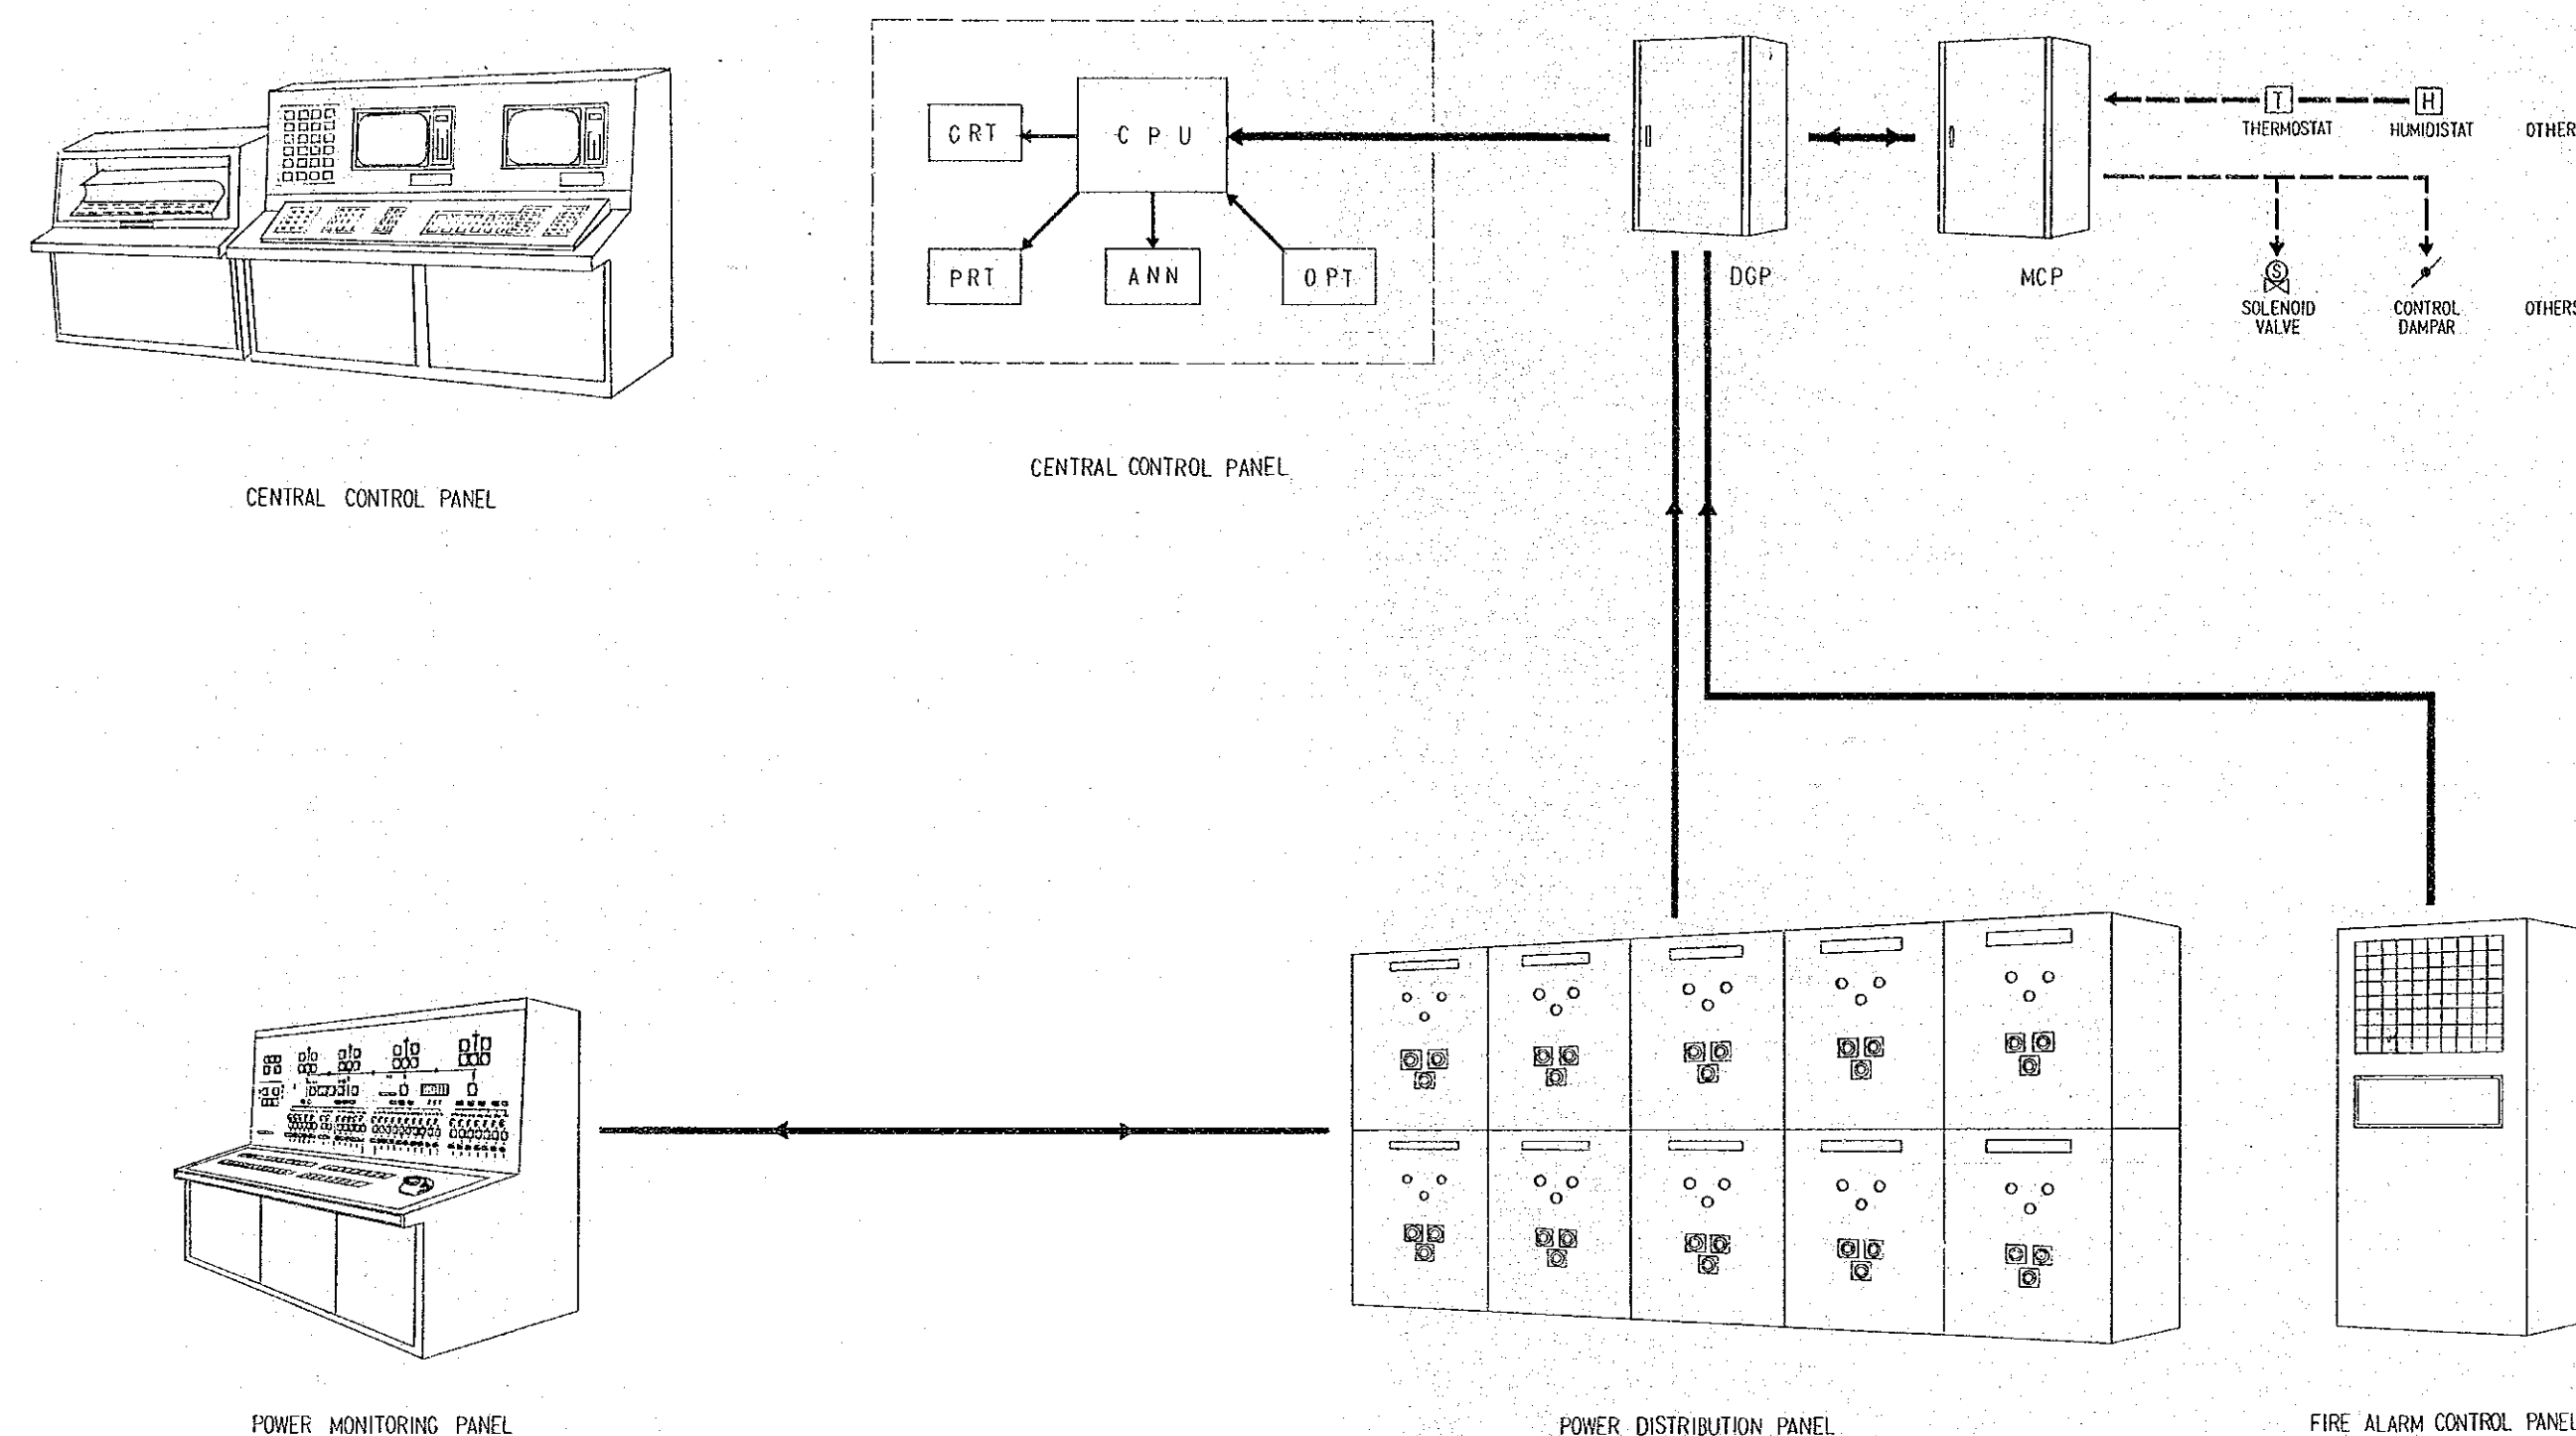 CRT
C P U
PRT
ANN
OPT
CENTRAL CONTROL PANEL
CENTRAL CONTROL PANEL
DGP
MCP
T
THERMOSTAT
H
HUMIDISTAT
OTHER
S
SOLENOID
VALVE
CONTROL
DAMPAR
OTHERS
POWER MONITORING PANEL
POWER DISTRIBUTION PANEL
FIRE ALARM CONTROL PANEL